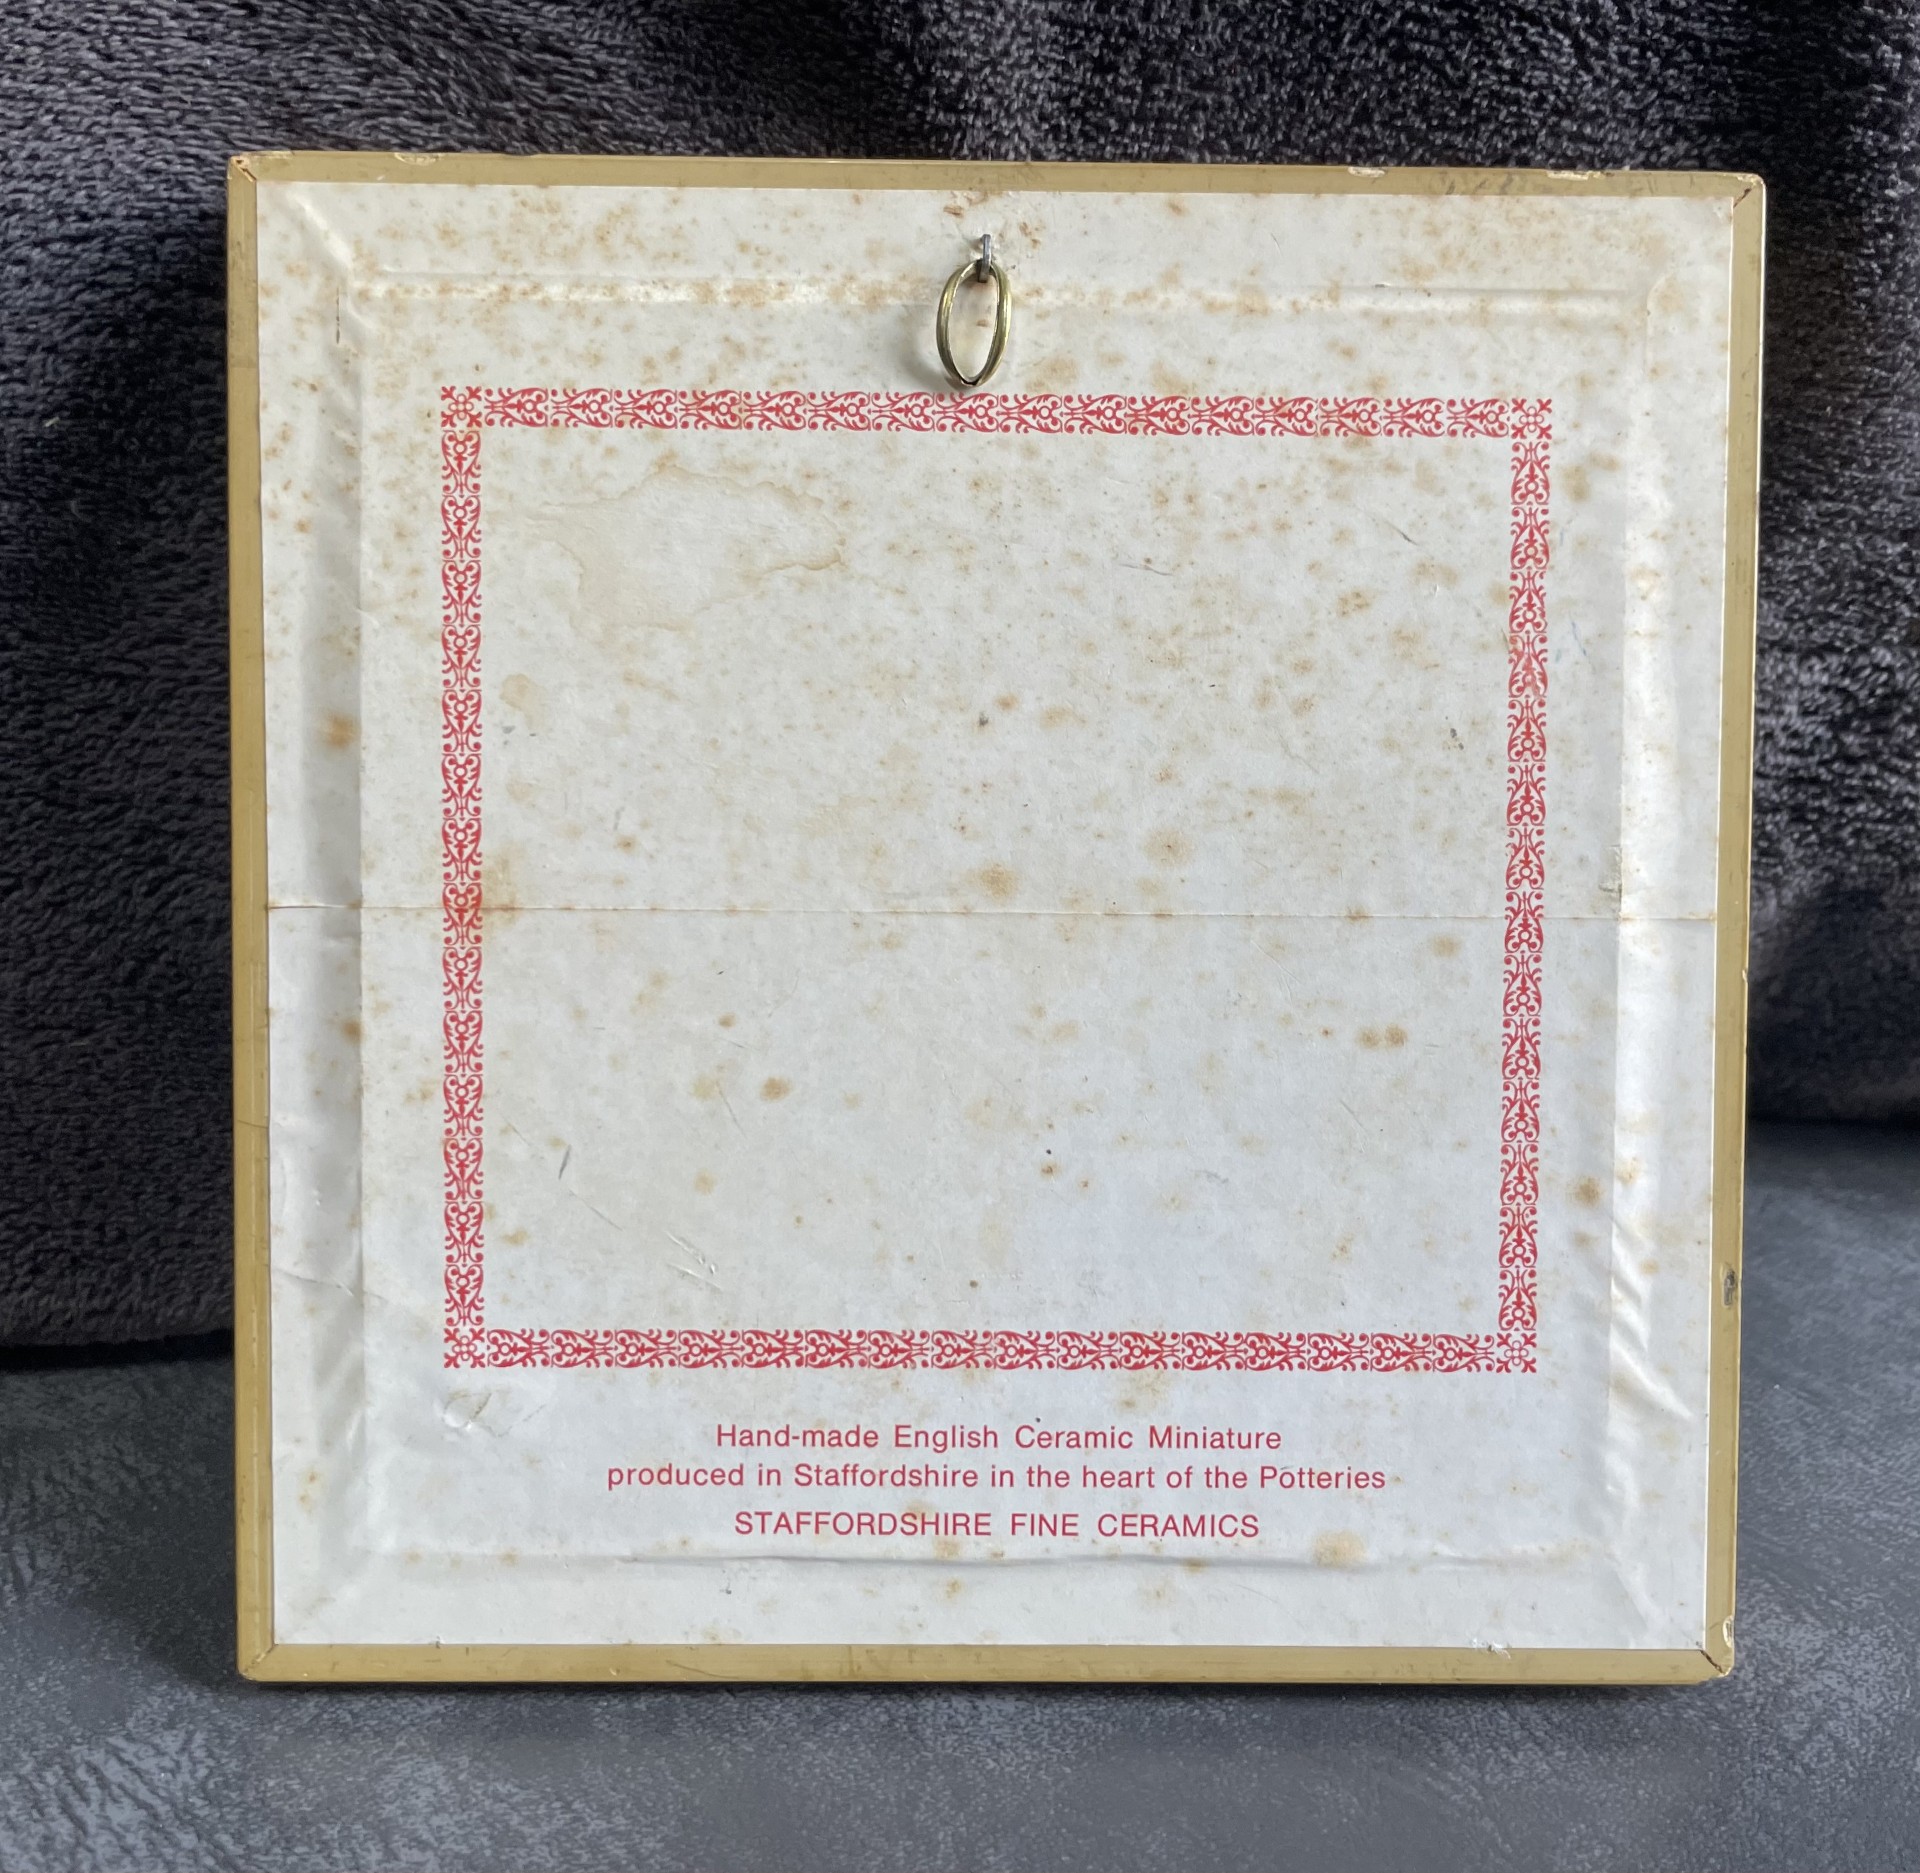 Hand-made English Ceramic Miniature
produced in Staffordshire in the heart of the Potteries
STAFFORDSHIRE FINE CERAMICS